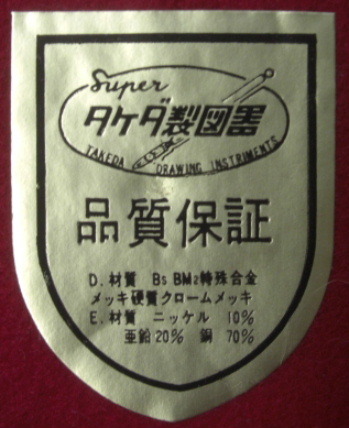 Super
タケダ製図器
TAKEDA DRAWING INSTRUMENTS
品質保証
D.材質 Bs BM2特殊合金
メッキ硬質クロームメッキ
E.材質 ニッケル 10%
亜鉛20% 銅 70%